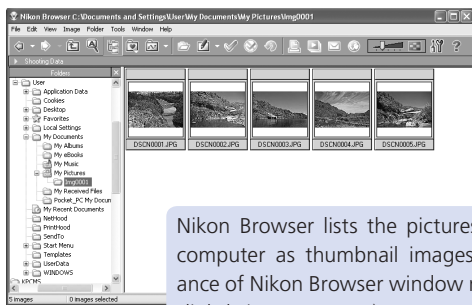 Nikon Browser C:\Documents and Settings\User\My Documents\My Pictures\Img0001
File Edit View Image Folder Tools Window Help
Shooting Data
Folders
User
Application Data
Cookies
Desktop
Favorites
Local Settings
My Documents
My Albums
My eBooks
My Music
My Pictures
Img0001
My Received Files
Pocket_PC My Docun
My Recent Documents
NetHood
PrintHood
SendTo
Start Menu
Templates
UserData
WINDOWS
KPCMS
DSCN0001.JPG DSCN0002.JPG DSCN0003.JPG DSCN0004.JPG DSCN0005.JPG
5 images 0 images selected
Nikon Browser lists the pictures
computer as thumbnail images
ance of Nikon Browser window